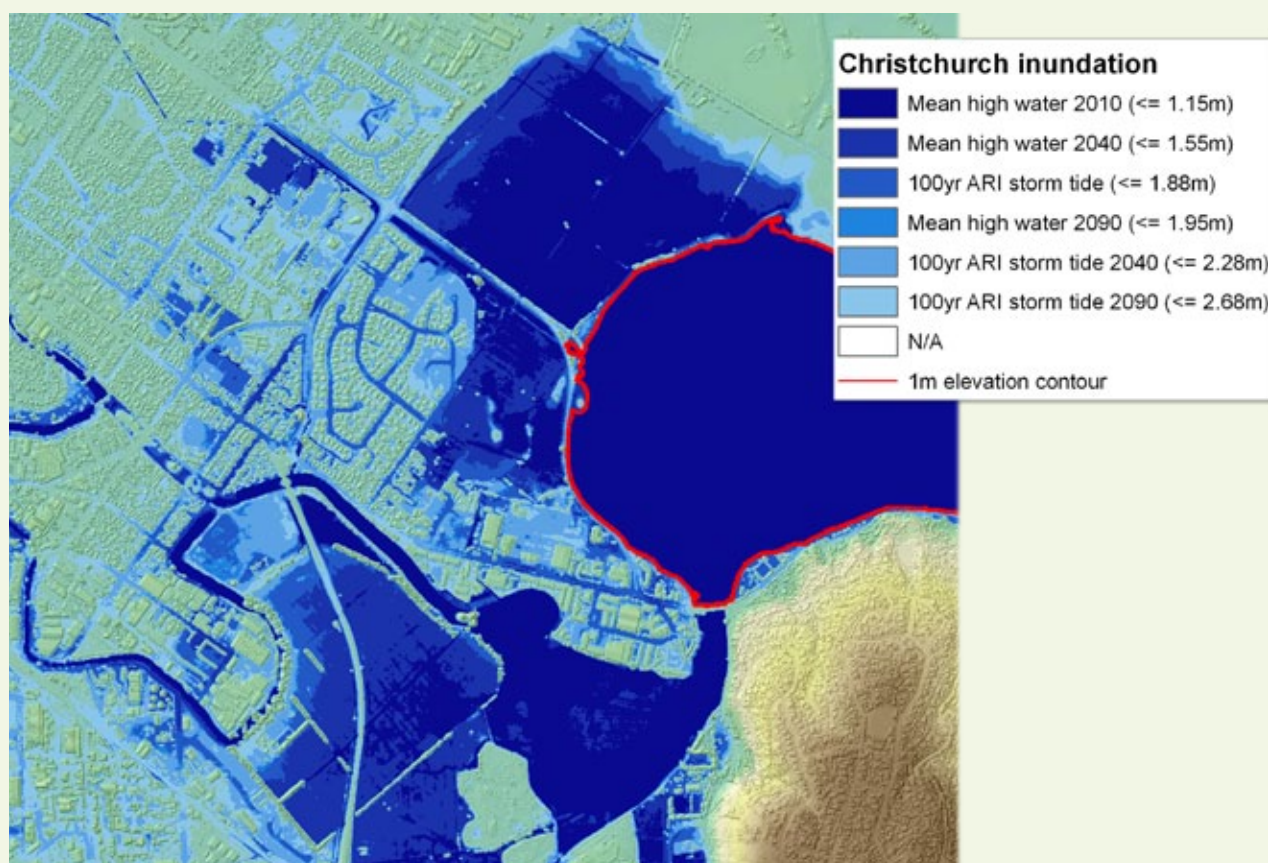 Christchurch inundation
Mean high water 2010 (<= 1.15m)
Mean high water 2040 (<= 1.55m)
100yr ARI storm tide (<= 1.88m)
Mean high water 2090 (<= 1.95m)
100yr ARI storm tide 2040 (<= 2.28m)
100yr ARI storm tide 2090 (<= 2.68m)
N/A
1m elevation contour